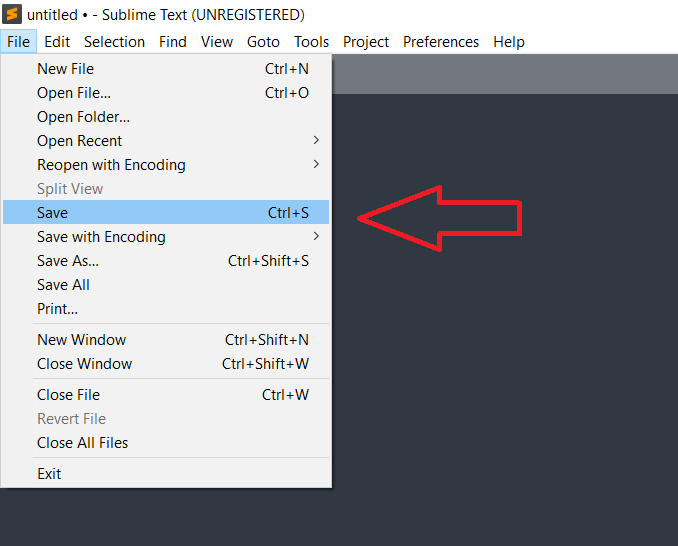 untitled • - Sublime Text (UNREGISTERED)
File Edit Selection Find View Goto Tools Project Preferences Help
New File Ctrl+N
Open File... Ctrl+O
Open Folder...
Open Recent
Reopen with Encoding
Split View
Save Ctrl+S
Save with Encoding
Save As... Ctrl+Shift+S
Save All
Print...
New Window Ctrl+Shift+N
Close Window Ctrl+Shift+W
Close File Ctrl+W
Revert File
Close All Files
Exit